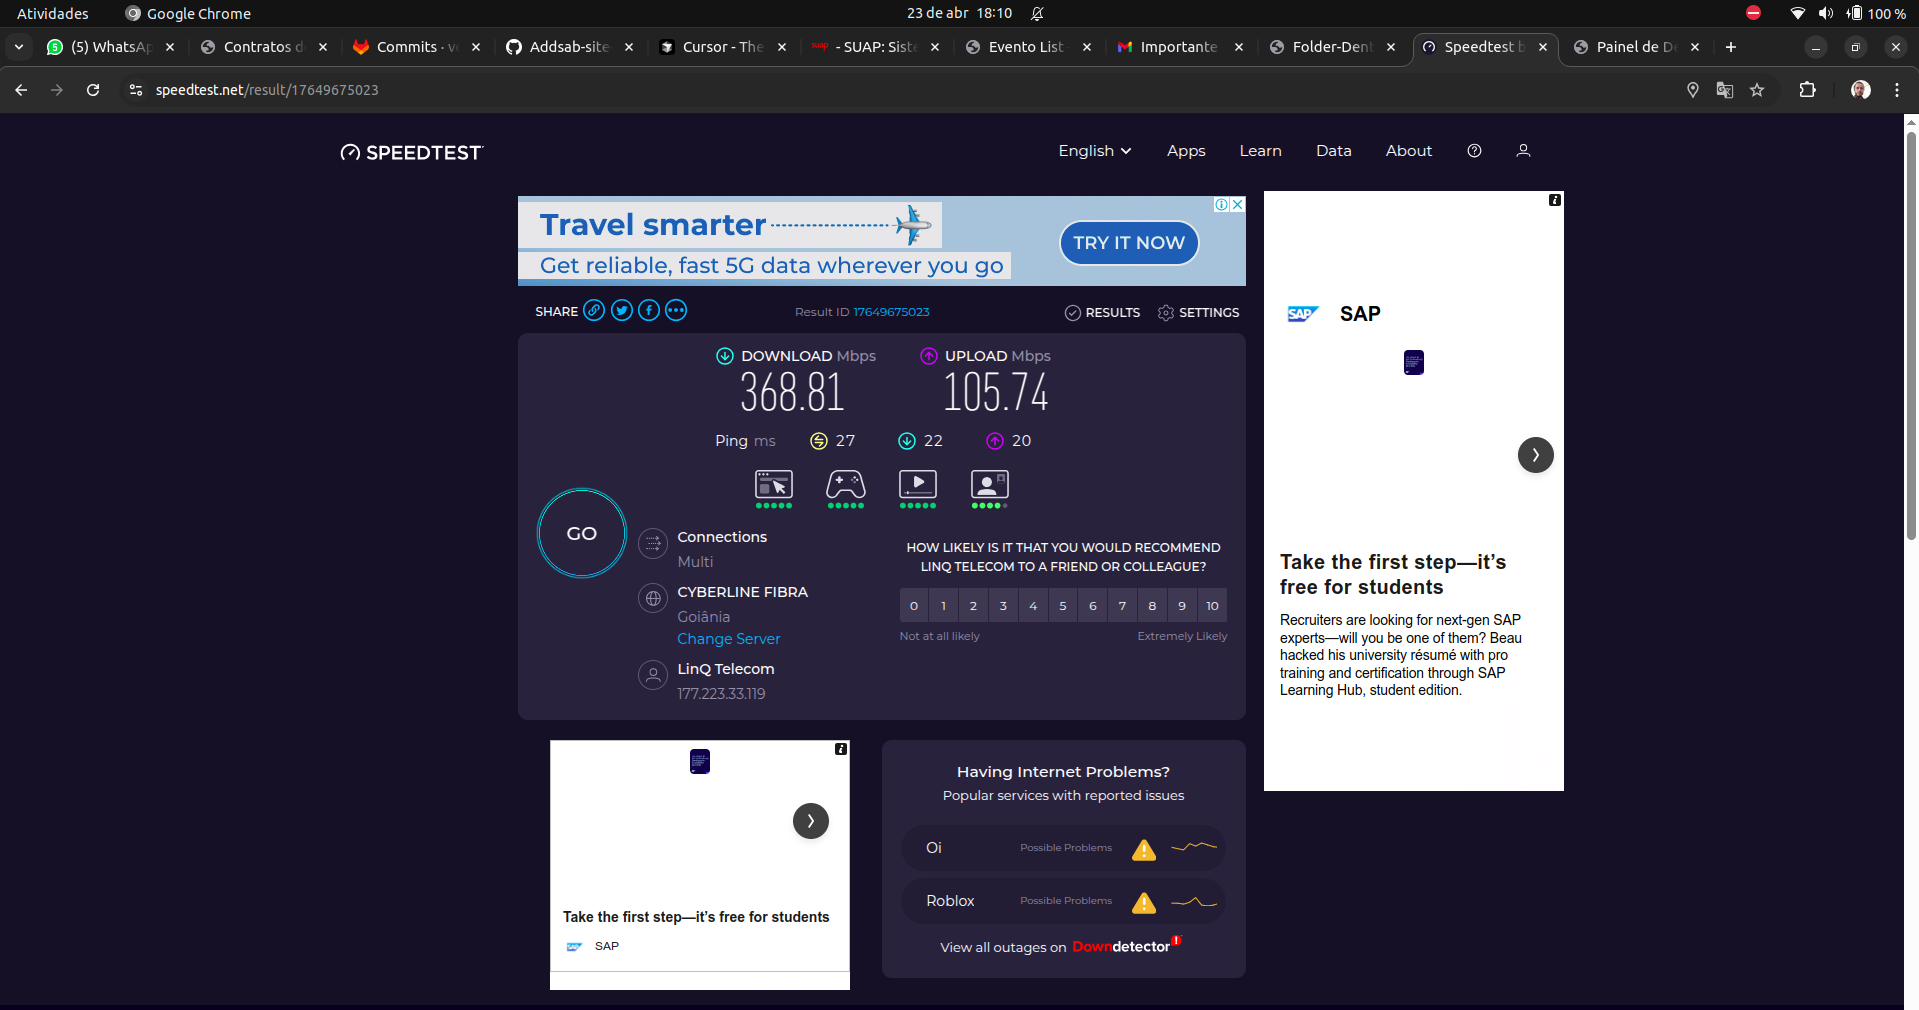 Atividades
Google Chrome
23 de abr 18:10
100 %
(5) WhatsAp
Contratos d
Commits · v
Addsab-site
Cursor - The
- SUAP: Siste
Evento List
Importante
Folder-Dent
Speedtest b
Painel de D
speedtest.net/result/17649675023
SPEEDTEST
English
Apps
Learn
Data
About
Travel smarter
TRY IT NOW
Get reliable, fast 5G data wherever you go
SHARE
Result ID 17649675023
RESULTS
SETTINGS
DOWNLOAD Mbps
UPLOAD Mbps
368.81
105.74
Ping ms
27
22
20
GO
Connections
Multi
CYBERLINE FIBRA
Goiânia
Change Server
LinQ Telecom
177.223.33.119
HOW LIKELY IS IT THAT YOU WOULD RECOMMEND
LINQ TELECOM TO A FRIEND OR COLLEAGUE?
0 1 2 3 4 5 6 7 8 9 10
Not at all likely
Extremely Likely
SAP
SAP
Take the first step—it’s
free for students
Recruiters are looking for next-gen SAP
experts—will you be one of them? Beau
hacked his university résumé with pro
training and certification through SAP
Learning Hub, student edition.
Take the first step—it’s free for students
SAP
SAP
Having Internet Problems?
Popular services with reported issues
Oi
Possible Problems
Roblox
Possible Problems
View all outages on Downdetector